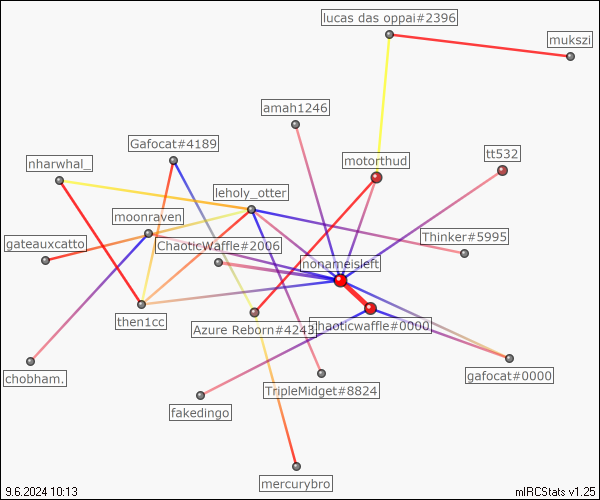 lucas das oppai#2396
mukszi
amah1246
Gafocat#4189
motorthud
tt532
nharwhal_
leholy_otter
moonraven
Thinker#5995
gateauxcatto
ChaoticWaffle#2006
nonameisleft
then1cc
Azure Reborn#4243
Chaoticwaffle#0000
chobham.
gafocat#0000
TripleMidget#8824
fakedingo
mercurybro
9.6.2024 10:13
mIRCStats v1.25